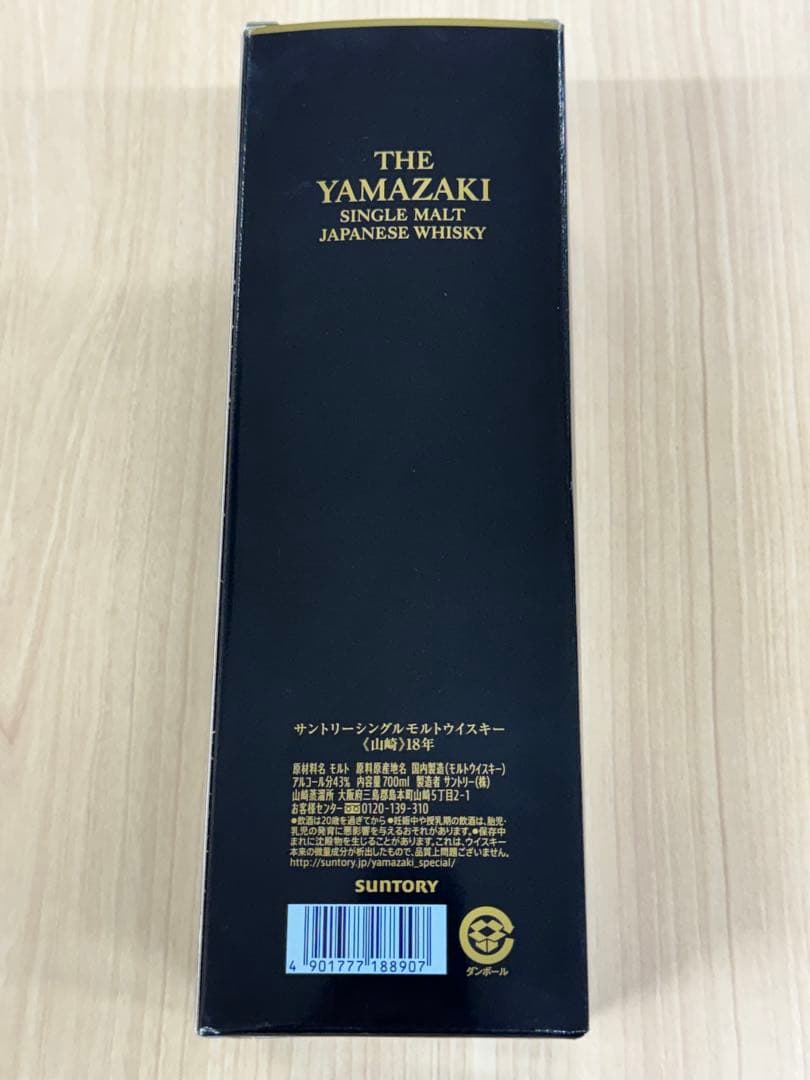 THE
YAMAZAKI
SINGLE MALT
JAPANESE WHISKY
サントリーシングルモルトウイスキー
《山崎》18年
原材料名 モルト 原料原産地名 国内製造(モルトウイスキー)
アルコール分43% 内容量700ml 製造者 サントリー(株)
山崎蒸溜所 大阪府三島郡島本町山崎5丁目2-1
お客様センター 0120-139-310
●飲酒は20歳を過ぎてから ●妊娠中や授乳期の飲酒は、胎児・
乳児の発育に悪影響を与えるおそれがあります。●保存中
まれに沈殿物を生じることがあります。これは、ウイスキー
本来の微量成分が析出したもので、品質上問題ございません。
http://suntory.jp/yamazaki_special/
SUNTORY
4 901777 188907
ダンボール